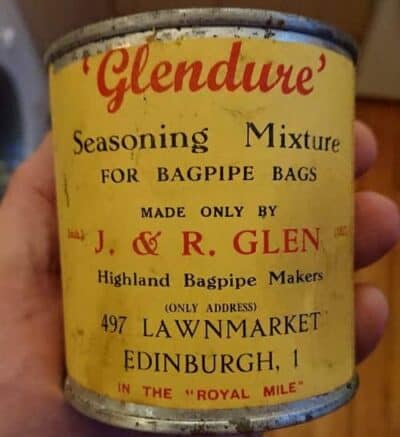 'Glendure'
Seasoning Mixture
FOR BAGPIPE BAGS
MADE ONLY BY
J. & R. GLEN
Highland Bagpipe Makers
(ONLY ADDRESS)
497 LAWNMARKET
EDINBURGH, 1
IN THE "ROYAL MILE"